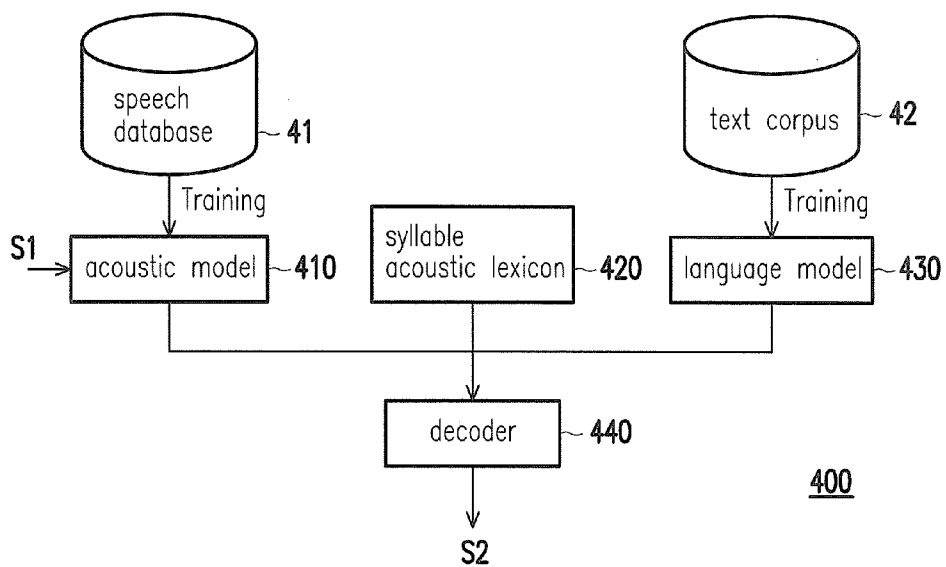 speech
database
41
text corpus
42
Training
Training
S1
acoustic model
410
syllable
acoustic lexicon
420
language model
430
decoder
440
400
S2